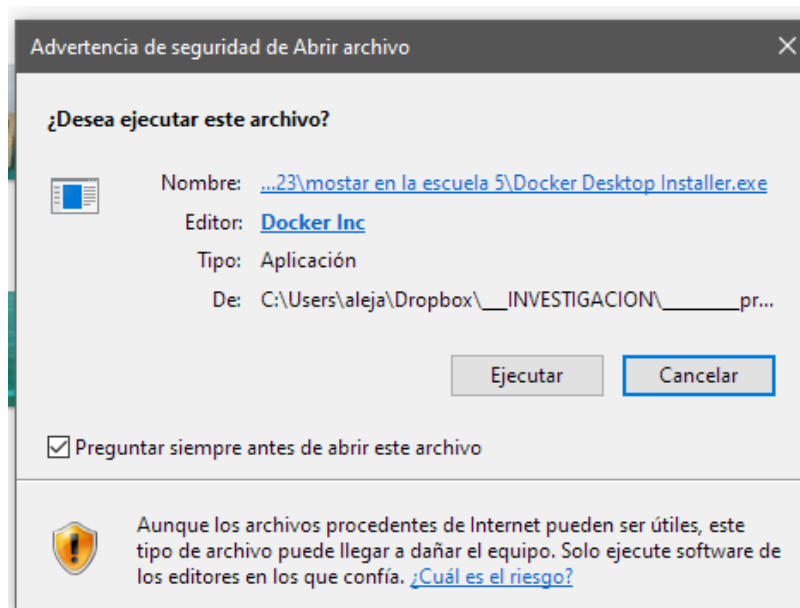 Advertencia de seguridad de Abrir archivo
¿Desea ejecutar este archivo?
Nombre: ...23\mostar en la escuela 5\Docker Desktop Installer.exe
Editor: Docker Inc
Tipo: Aplicación
De: C:\Users\aleja\Dropbox\__INVESTIGACION\_______pr...
Ejecutar Cancelar
Preguntar siempre antes de abrir este archivo
Aunque los archivos procedentes de Internet pueden ser útiles, este
tipo de archivo puede llegar a dañar el equipo. Solo ejecute software de
los editores en los que confía. ¿Cuál es el riesgo?